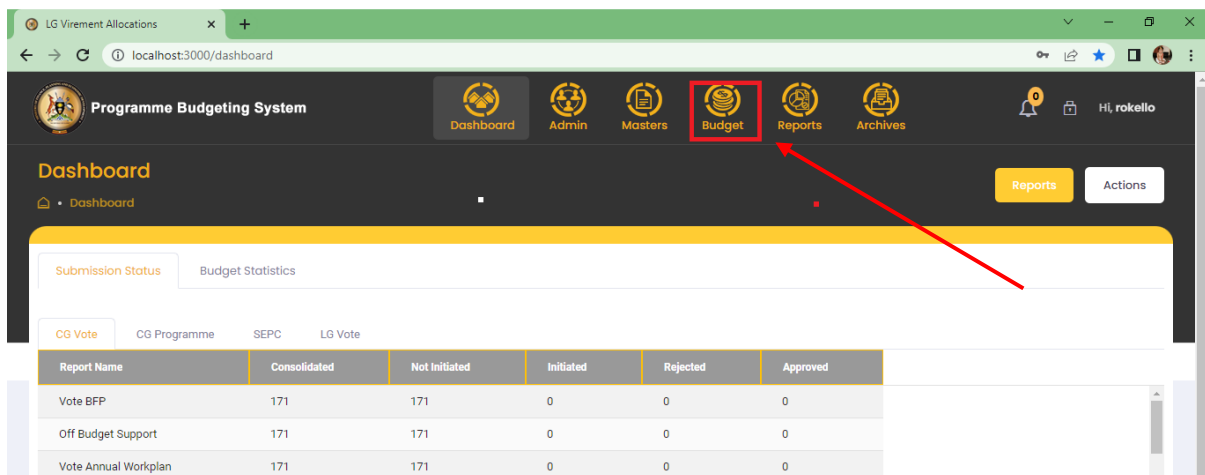 LG Virement Allocations
localhost:3000/dashboard
Programme Budgeting System
Dashboard Admin Masters Budget Reports Archives
0
Hi, rokello
Dashboard
Reports Actions
• Dashboard
Submission Status Budget Statistics
CG Vote CG Programme SEPC LG Vote
Report Name Consolidated Not Initiated Initiated Rejected Approved
Vote BFP 171 171 0 0 0
Off Budget Support 171 171 0 0 0
Vote Annual Workplan 171 171 0 0 0